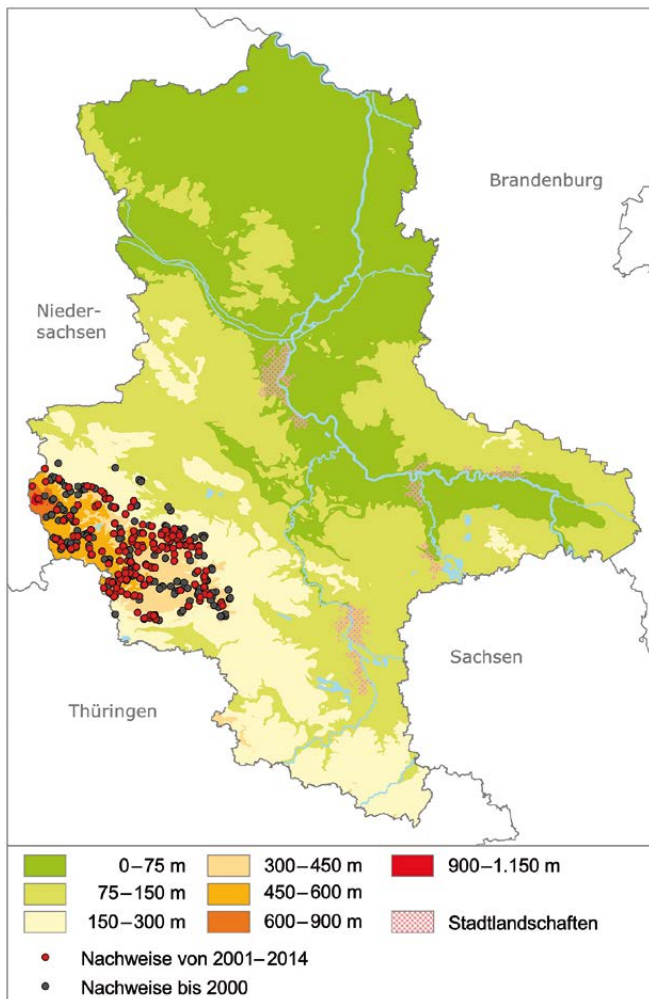 Brandenburg
Nieder-
sachsen
Sachsen
Thüringen
0–75 m
75–150 m
150–300 m
300–450 m
450–600 m
600–900 m
900–1.150 m
Stadtlandschaften
Nachweise von 2001–2014
Nachweise bis 2000